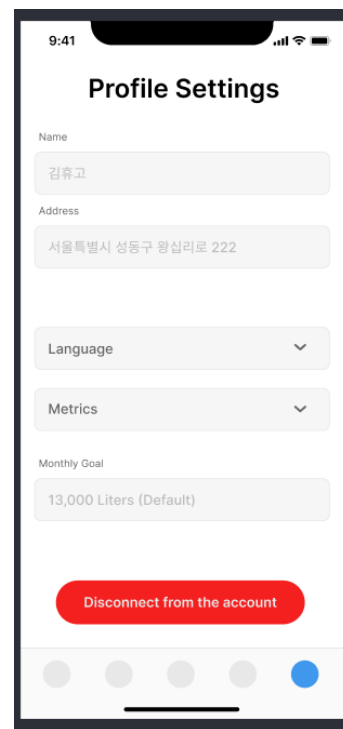 9:41
Profile Settings
Name
김휴고
Address
서울특별시 성동구 왕십리로 222
Language
Metrics
Monthly Goal
13,000 Liters (Default)
Disconnect from the account